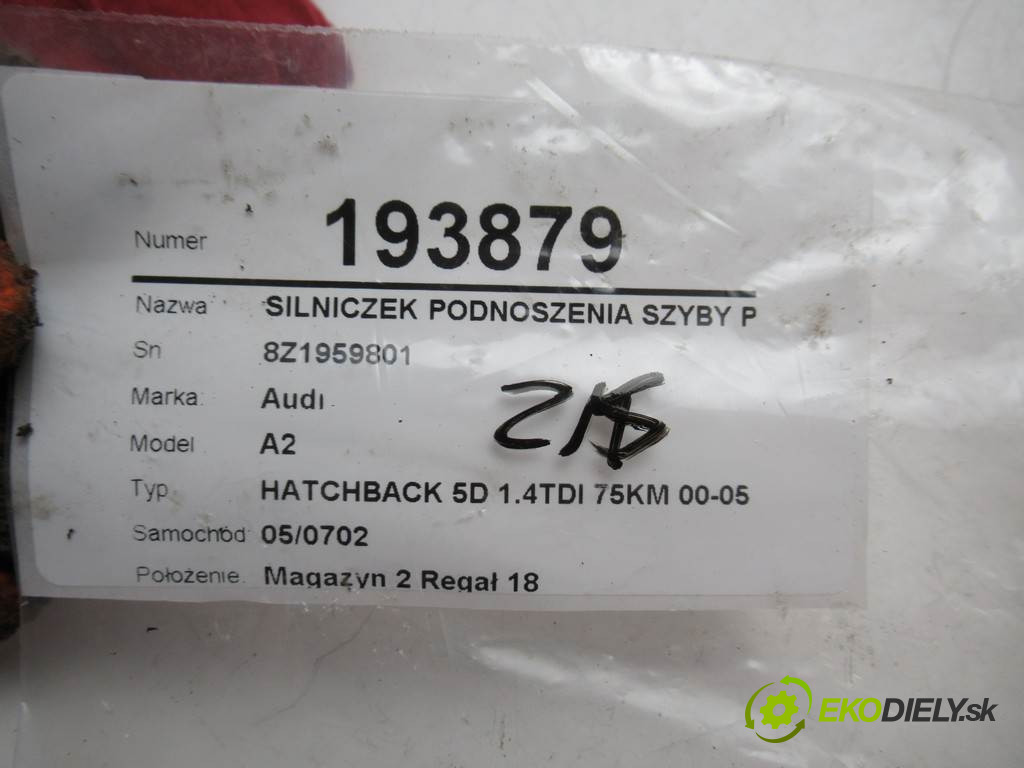 Numer 193879
Nazwa SILNICZEK PODNOSZENIA SZYBY P
Sn 8Z1959801
Marka Audi
Model A2
Typ HATCHBACK 5D 1.4TDI 75KM 00-05
Samochód 05/0702
Położenie. Magazyn 2 Regał 18
EKODIELY.sk